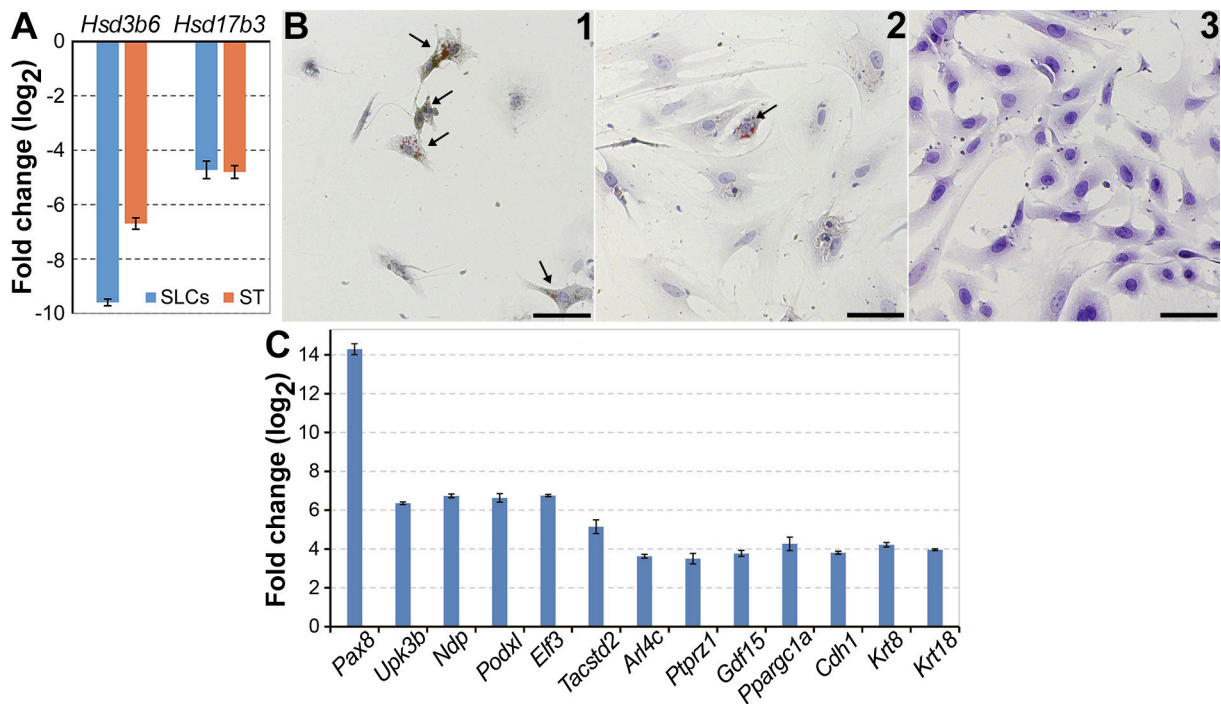 A
Hsd3b6 Hsd17b3
Fold change (log2)
0
-2
-4
-6
-8
-10
SLCs ST
B
1
2
3
C
Fold change (log2)
14
12
10
8
6
4
2
0
Pax8 Upk3b Ndp Podxl Elf3 Tacstd2 Arl4c Ptprz1 Gdf15 Ppargc1a Cdh1 Krt8 Krt18